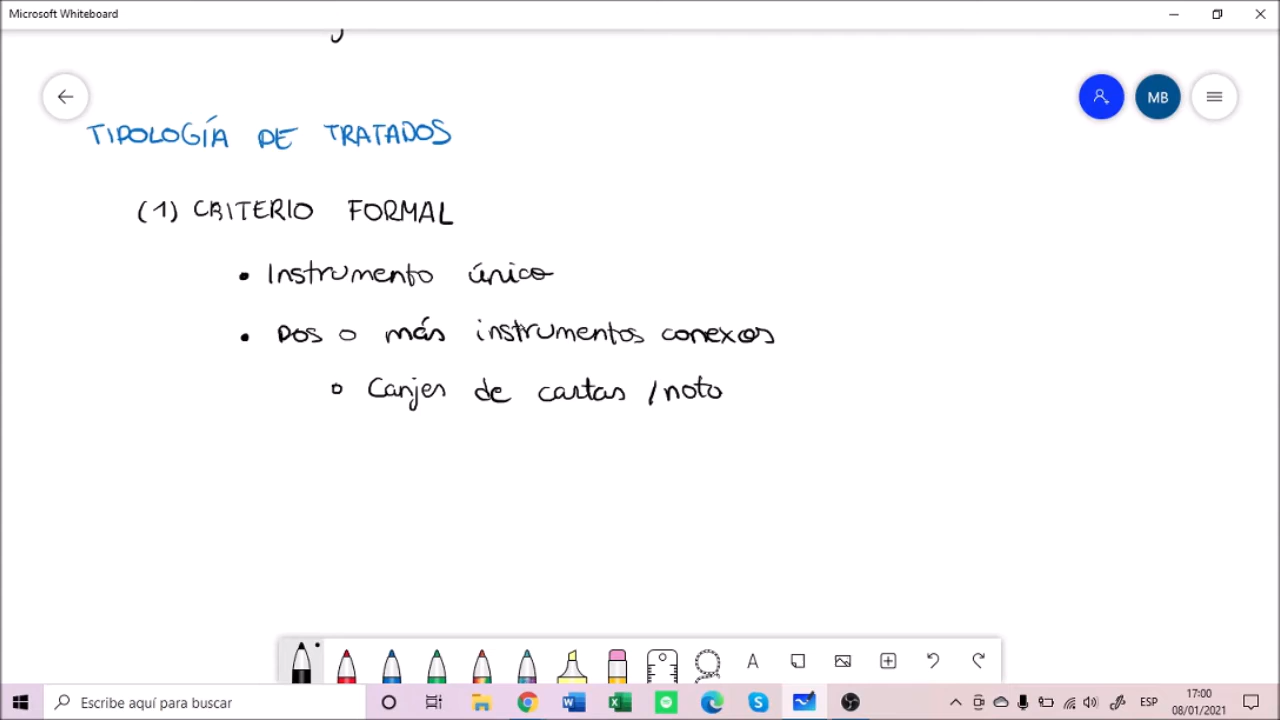 Microsoft Whiteboard
MB
TIPOLOGÍA DE TRATADOS
(1) CRITERIO FORMAL
• Instrumento único
• Dos o más instrumentos conexos
o Canjes de cartas /noto
A
Escribe aquí para buscar
ESP
17:00
08/01/2021